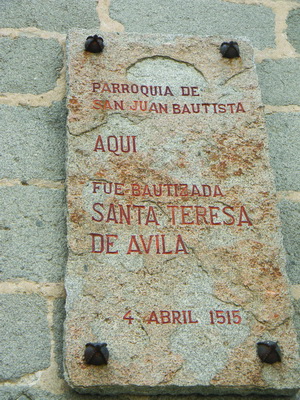 PARROQUIA DE
SAN JUAN BAUTISTA
AQUI
FUE BAUTIZADA
SANTA TERESA
DE AVILA
4 ABRIL 1515